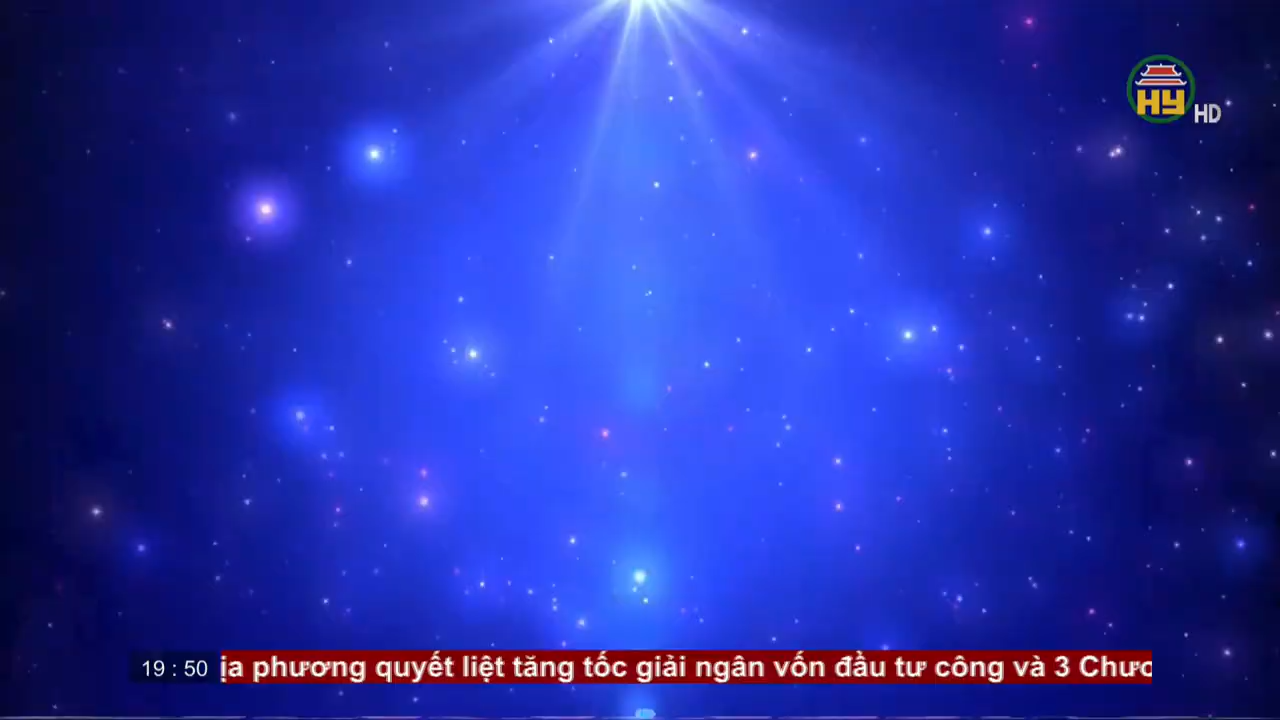 HY HD
19 : 50 ịa phương quyết liệt tăng tốc giải ngân vốn đầu tư công và 3 Chươ